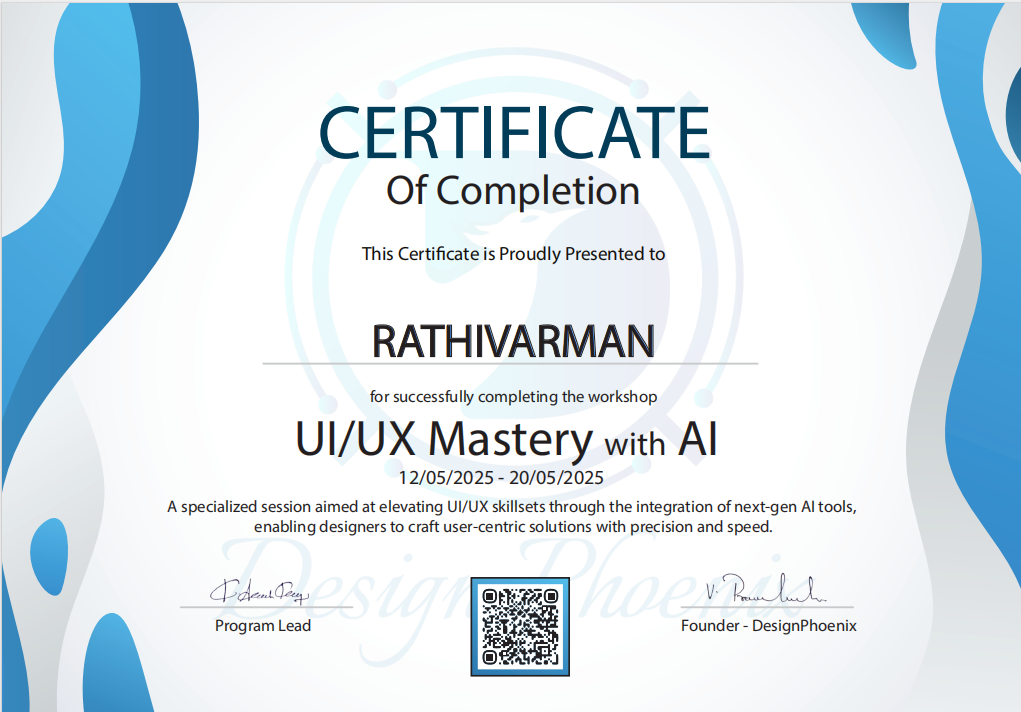 CERTIFICATE
Of Completion
This Certificate is Proudly Presented to
RATHIVARMAN
for successfully completing the workshop
UI/UX Mastery with AI
12/05/2025 - 20/05/2025
A specialized session aimed at elevating UI/UX skillsets through the integration of next-gen AI tools,
enabling designers to craft user-centric solutions with precision and speed.
Design Phoenix
Program Lead
Founder - DesignPhoenix